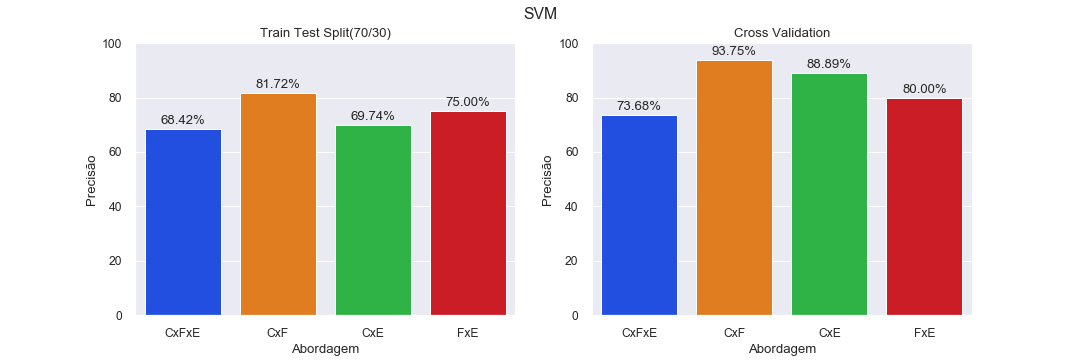 SVM
Train Test Split(70/30)
100
80
60
40
20
0
Precisão
68.42%
81.72%
69.74%
75.00%
CxFxE
CxF
CxE
FxE
Abordagem
Cross Validation
100
80
60
40
20
0
Precisão
73.68%
93.75%
88.89%
80.00%
CxFxE
CxF
CxE
FxE
Abordagem